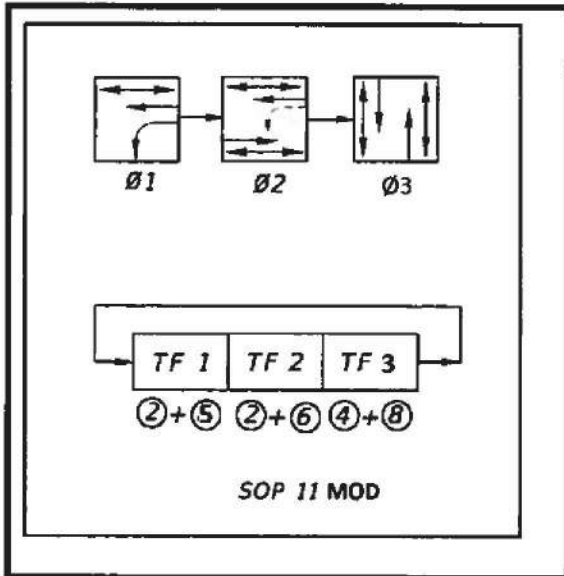 Ø1 Ø2 Ø3
TF 1 TF 2 TF 3
②+⑤ ②+⑥ ④+⑧
SOP 11 MOD